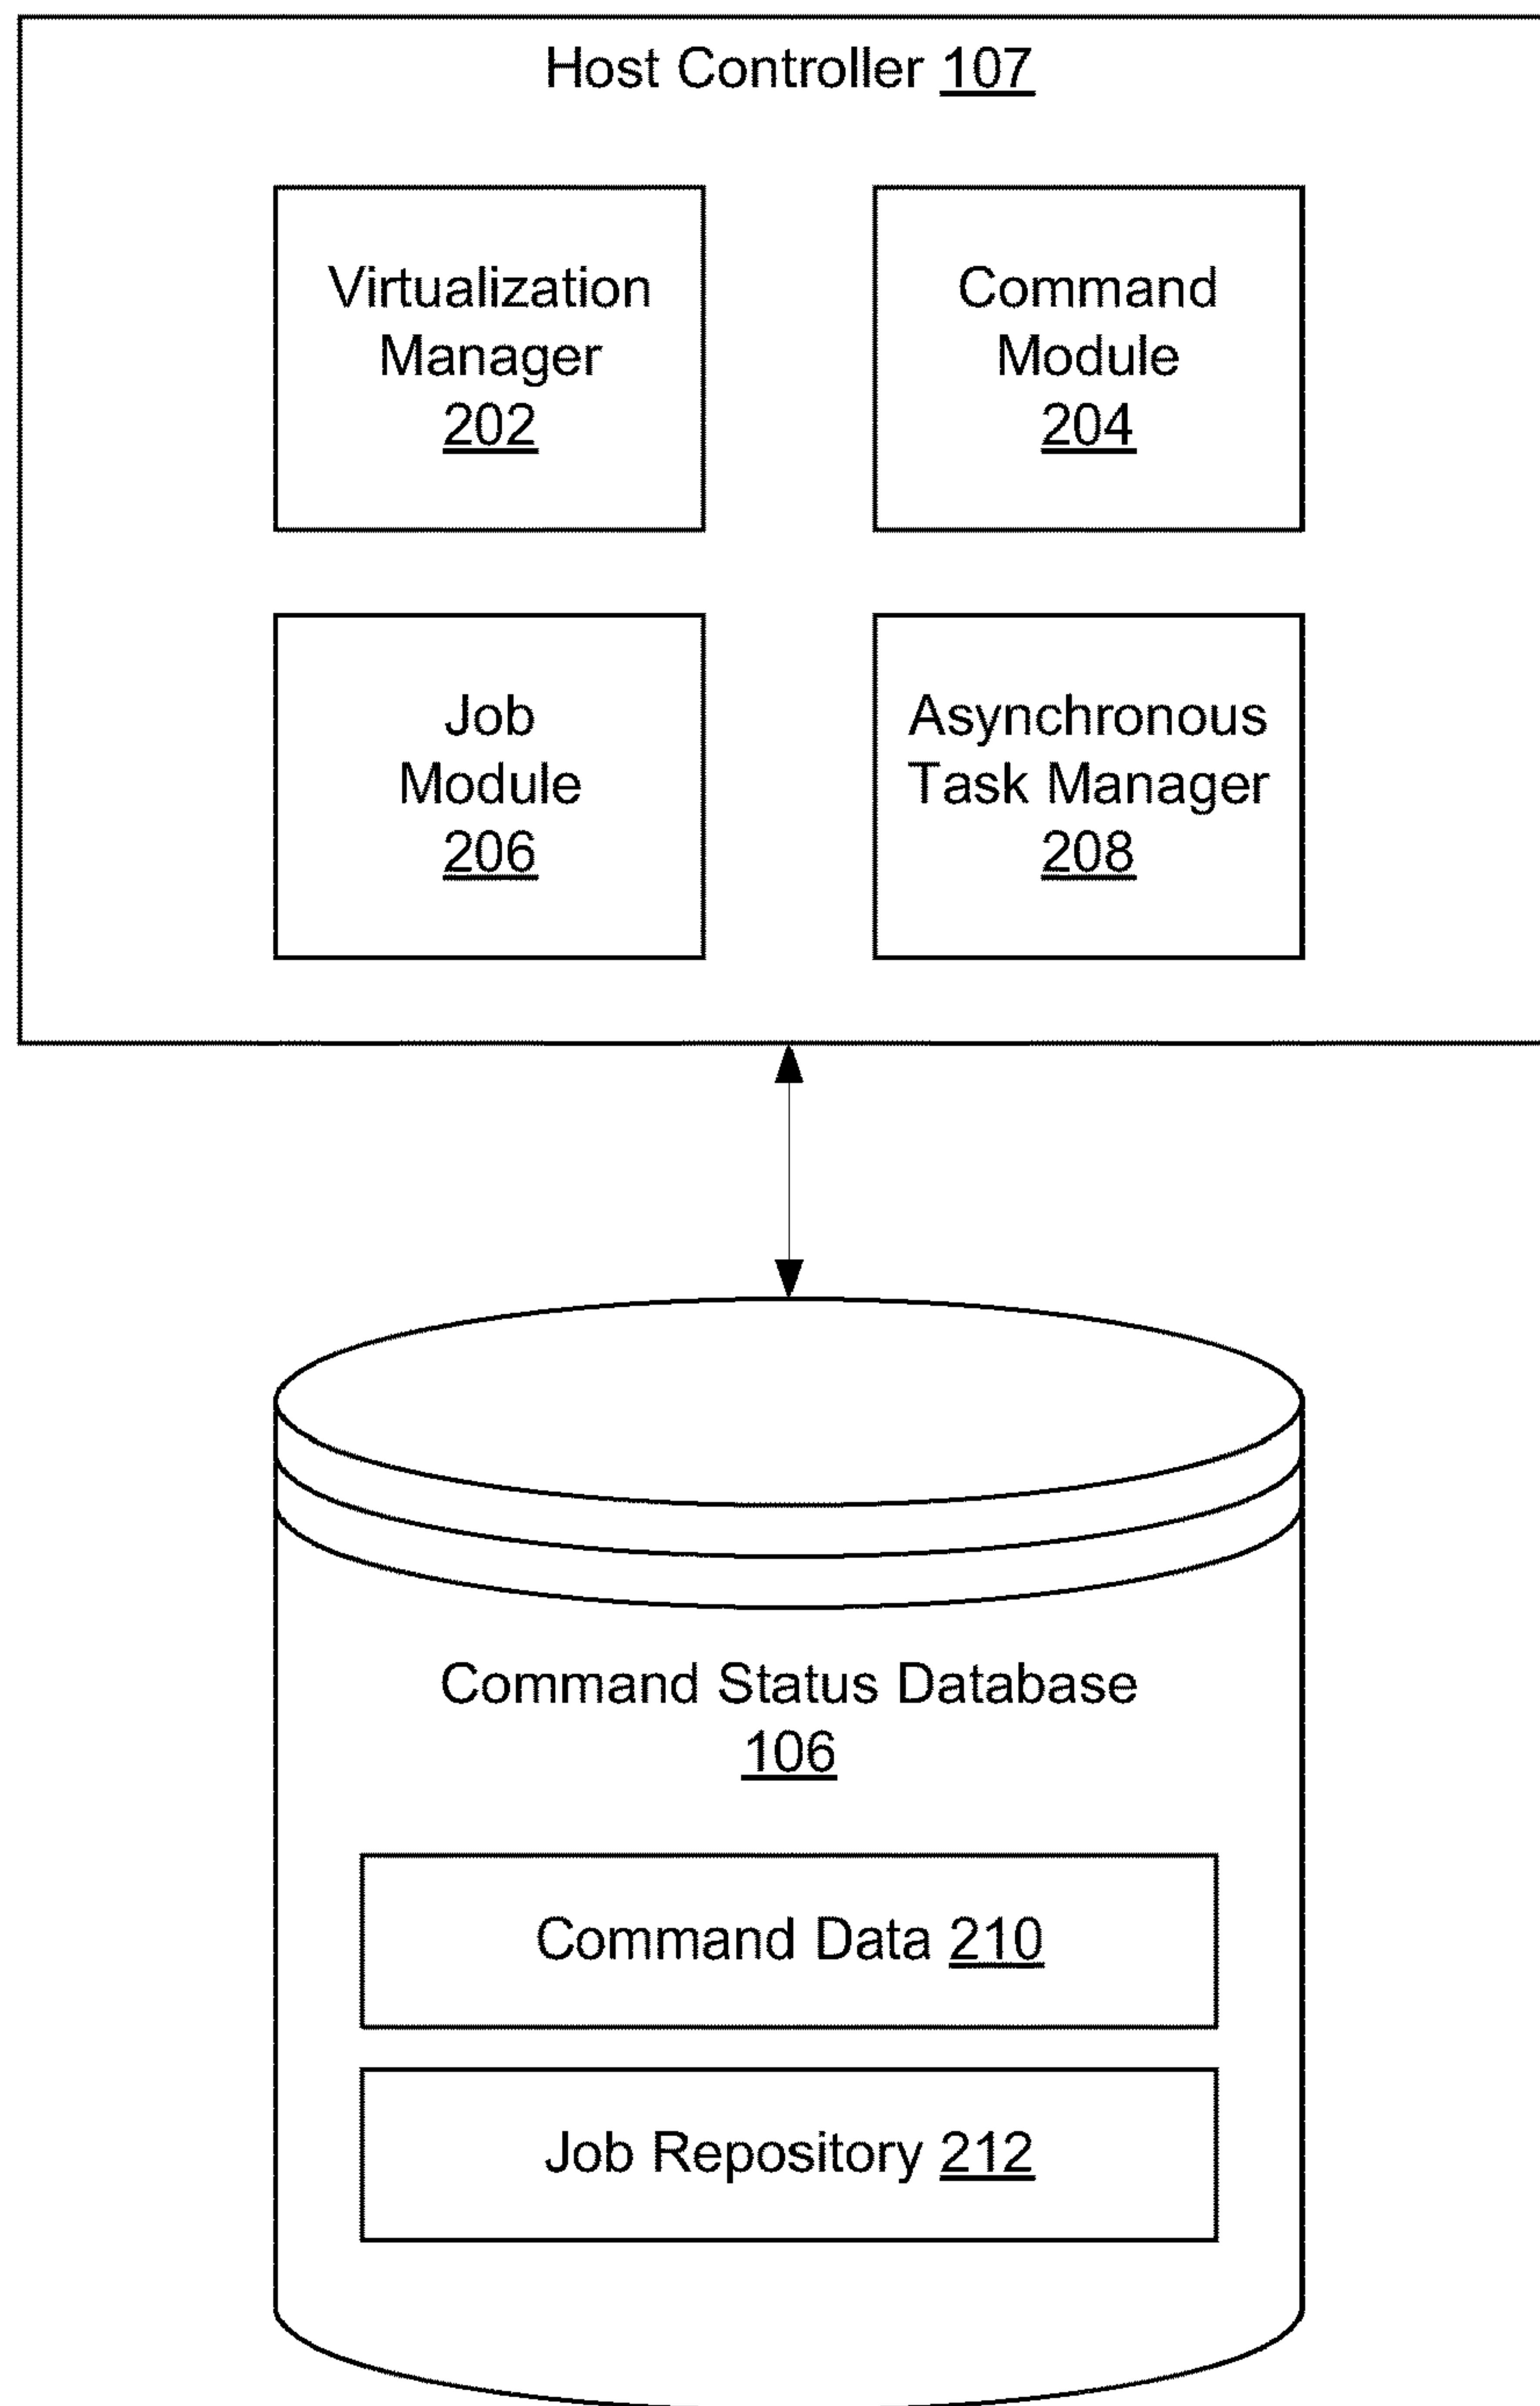 Host Controller 107
Virtualization
Manager
202
Command
Module
204
Job
Module
206
Asynchronous
Task Manager
208
Command Status Database
106
Command Data 210
Job Repository 212